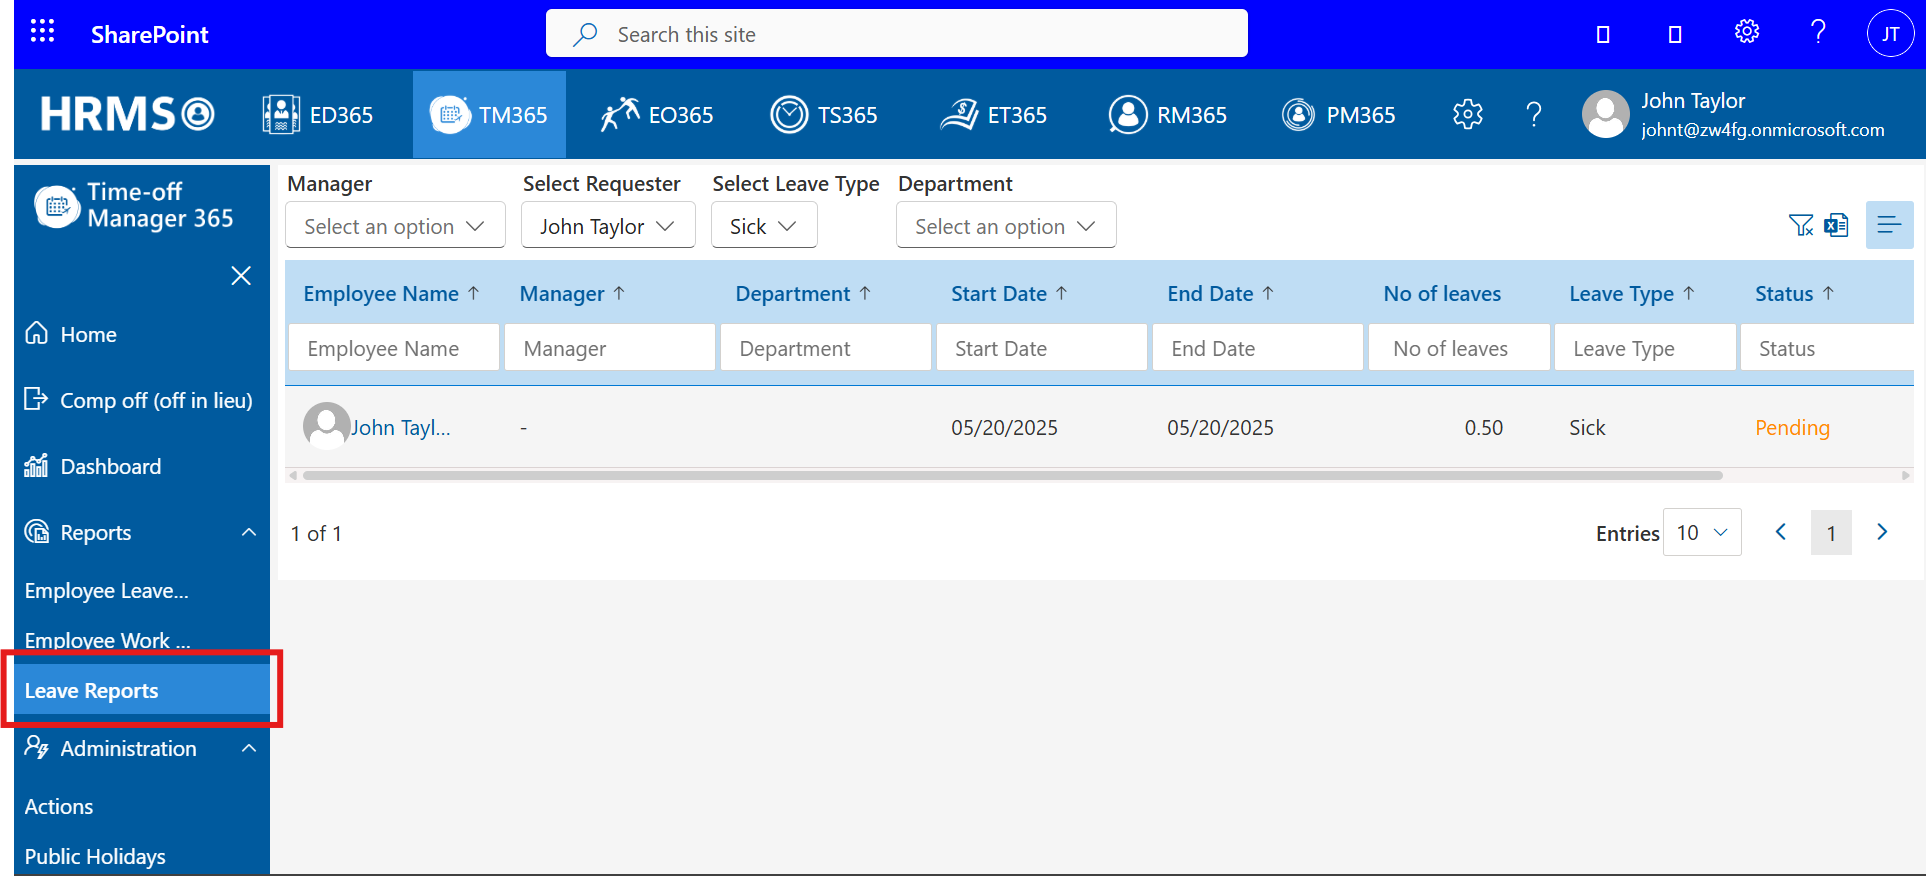 SharePoint
Search this site
JT
HRMS
ED365
TM365
EO365
TS365
ET365
RM365
PM365
?
John Taylor
johnt@zw4fg.onmicrosoft.com
Time-off
Manager 365
Home
Comp off (off in lieu)
Dashboard
Reports
Employee Leave...
Employee Work ...
Leave Reports
Administration
Actions
Public Holidays
Manager Select Requester Select Leave Type Department
Select an option John Taylor Sick Select an option
Employee Name ↑ Manager ↑ Department ↑ Start Date ↑ End Date ↑ No of leaves Leave Type ↑ Status ↑
Employee Name Manager Department Start Date End Date No of leaves Leave Type Status
John Tayl... - 05/20/2025 05/20/2025 0.50 Sick Pending
1 of 1 Entries 10 1